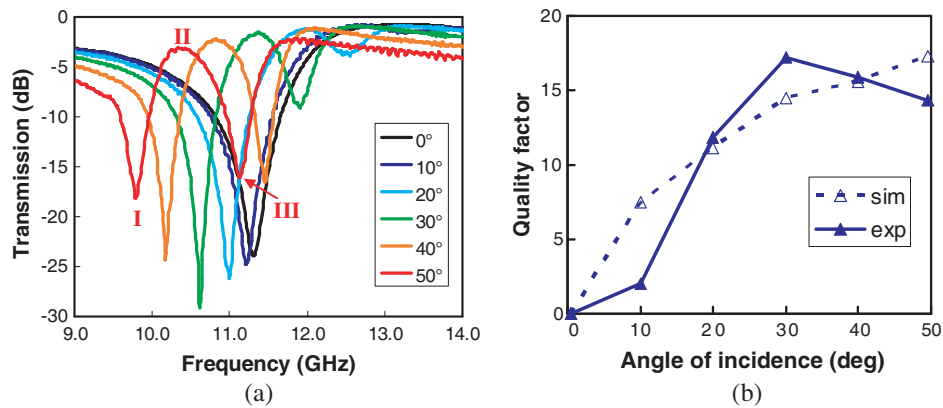 0
-5
-10
-15
-20
-25
-30
Transmission (dB)
9.0 10.0 11.0 12.0 13.0 14.0
Frequency (GHz)
I
II
III
0°
10°
20°
30°
40°
50°
(a)
20
15
10
5
0
Quality factor
0 10 20 30 40 50
Angle of incidence (deg)
sim
exp
(b)